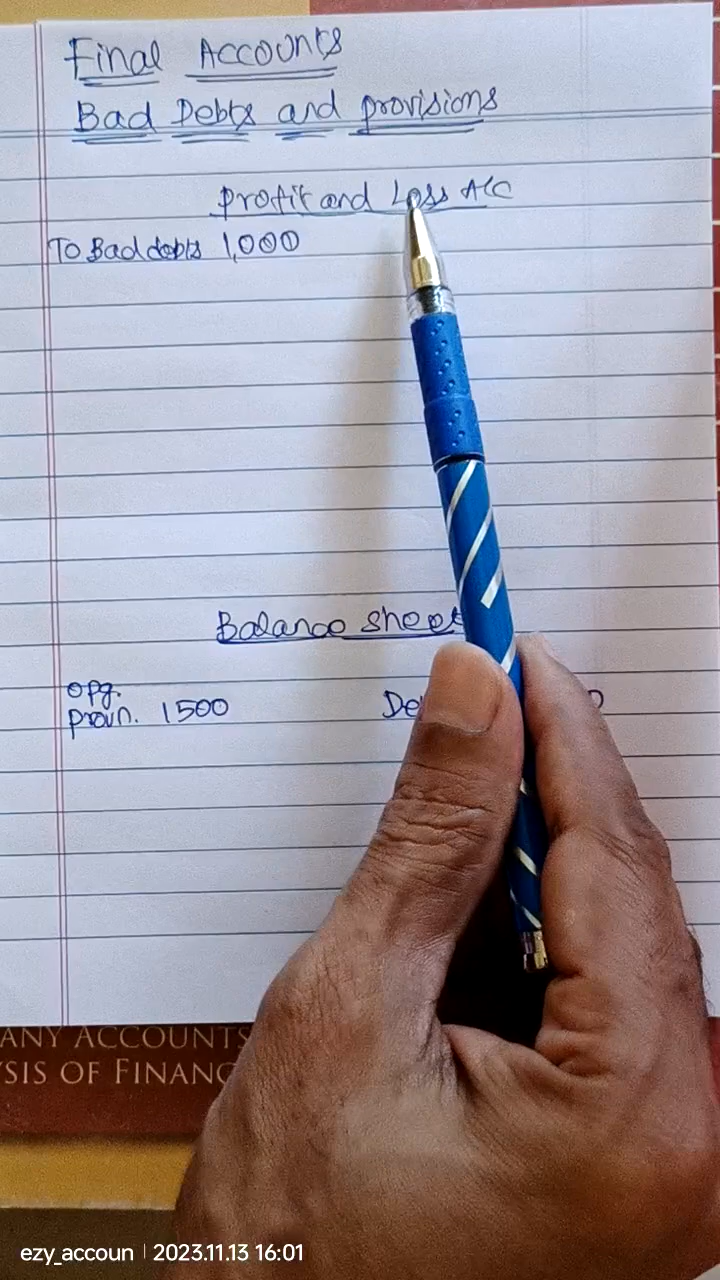 Final Accounts
Bad Debts and provisions
Profit and Loss A/C
To Bad debts 1,000
Balance sheet
opg.
provn. 1500
ANY ACCOUNTS
SIS OF FINANC
ezy_accoun | 2023.11.13 16:01